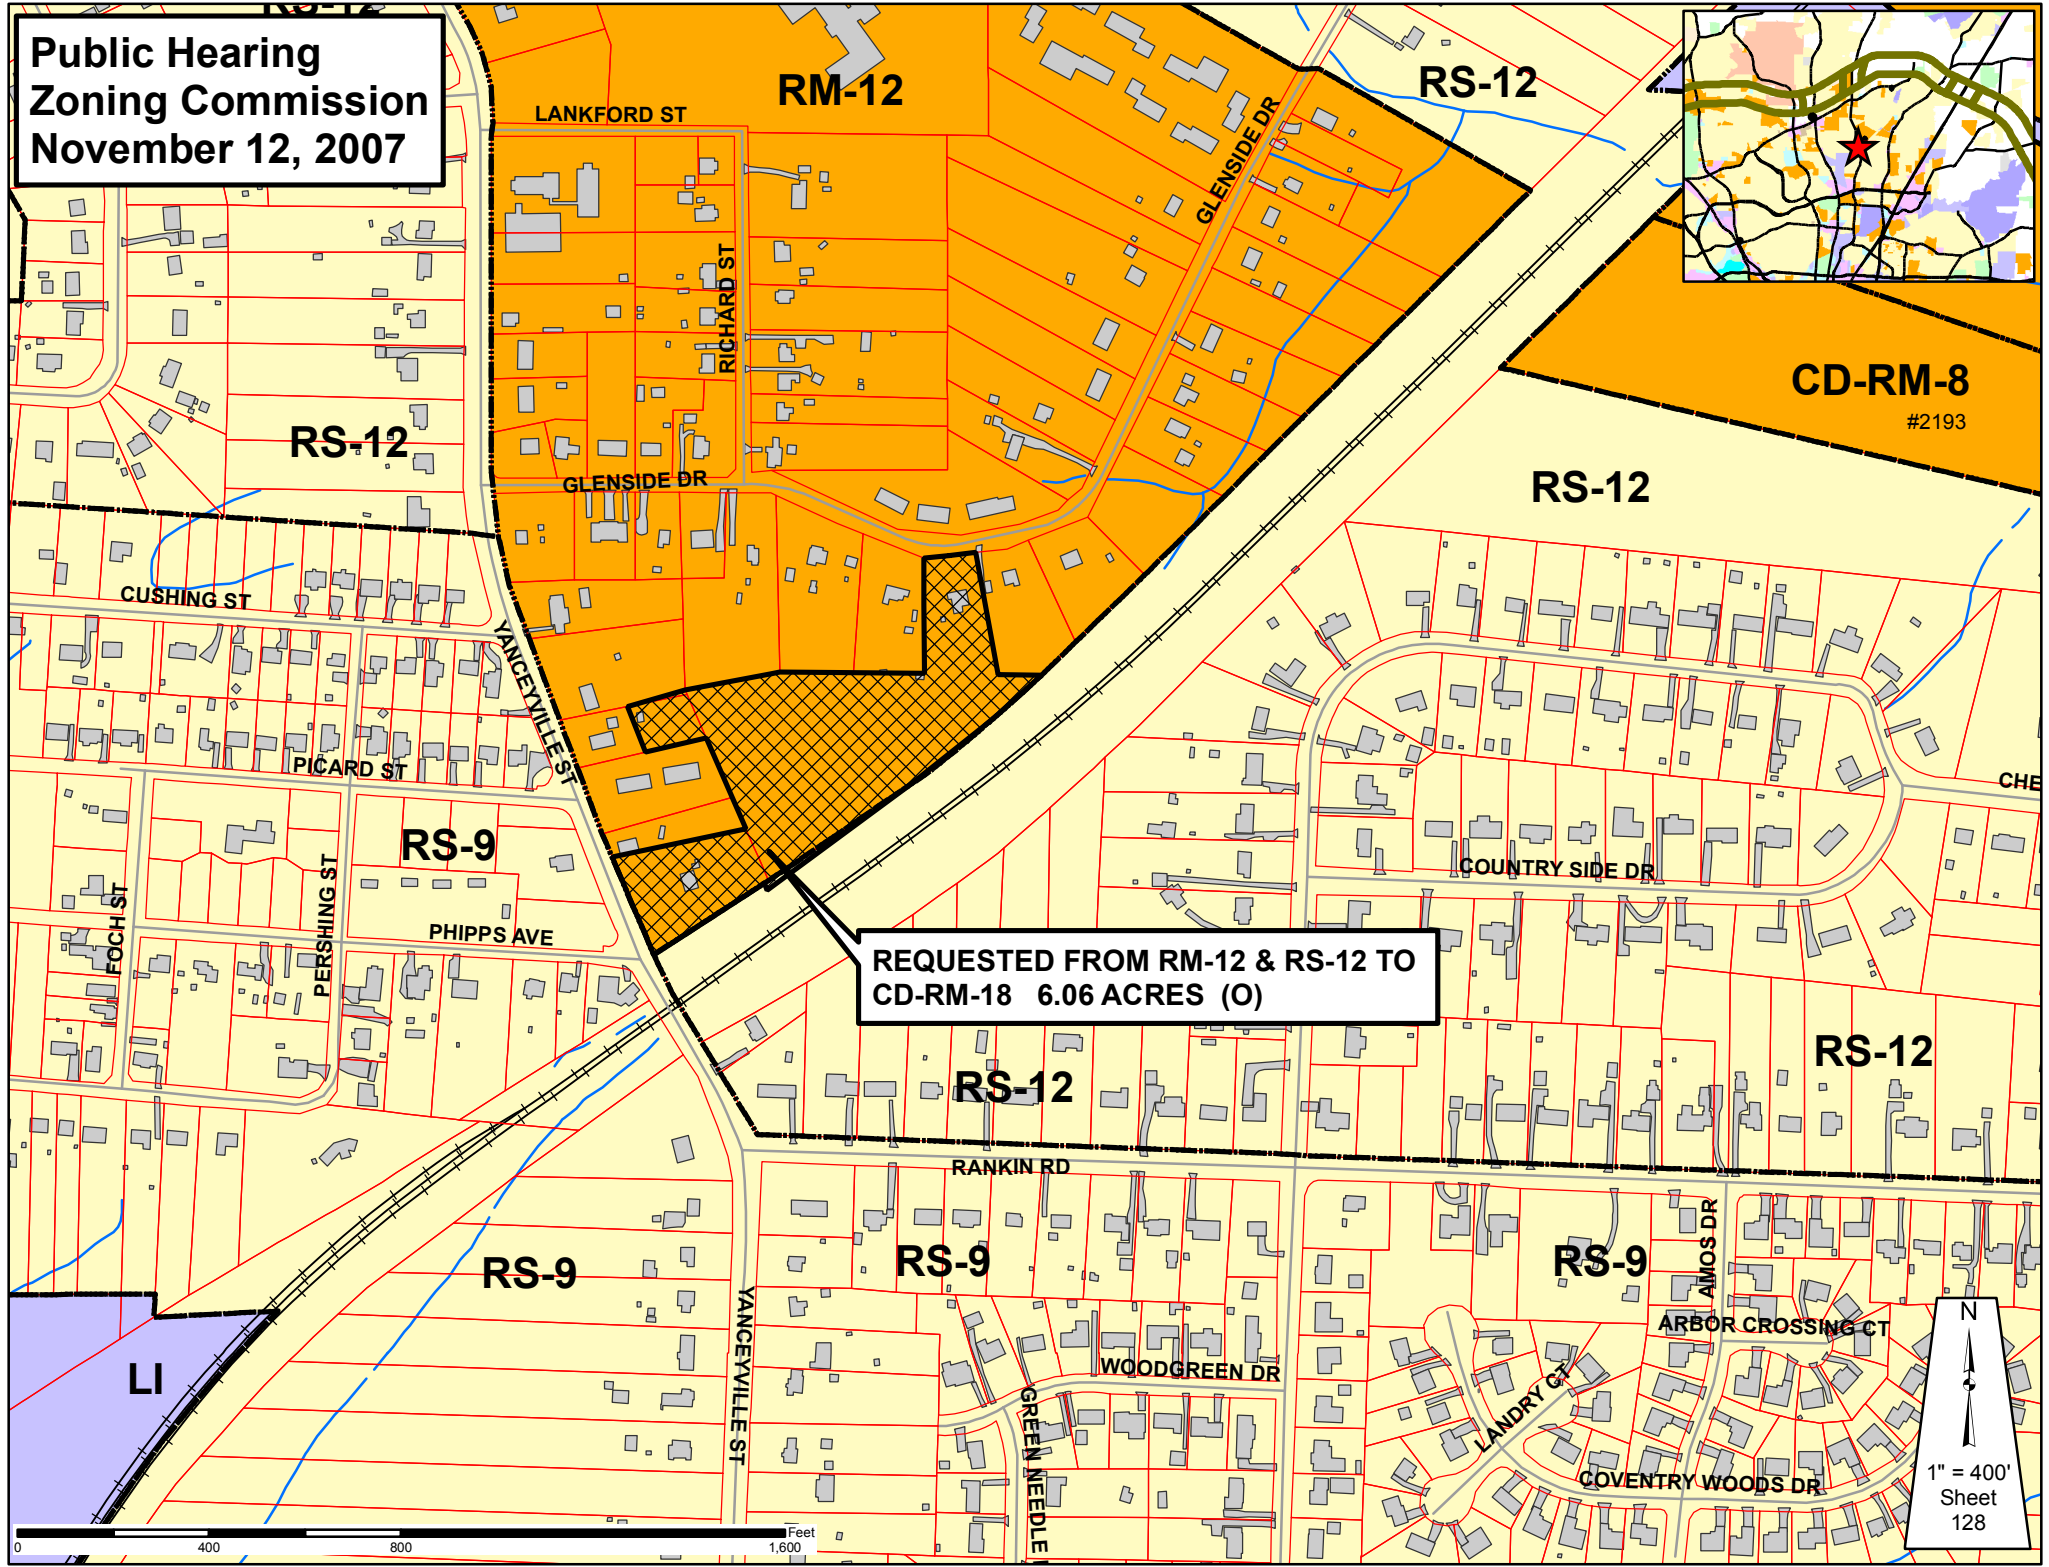 RS-12
Public Hearing
Zoning Commission
November 12, 2007
RM-12
RS-12
LANKFORD ST
GLENSIDE DR
RICHARD ST
CD-RM-8
#2193
RS-12
RS-12
GLENSIDE DR
CUSHING ST
YANCEYVILLE ST
PICARD ST
CHE
RS-9
COUNTRY SIDE DR
FOCH ST
PERSHING ST
PHIPPS AVE
REQUESTED FROM RM-12 & RS-12 TO
CD-RM-18 6.06 ACRES (O)
RS-12
RS-12
RANKIN RD
RS-9
RS-9
RS-9
AMOS DR
YANCEYVILLE ST
ARBOR CROSSING CT
LI
WOODGREEN DR
LANDRY CT
GREEN NEEDLE
COVENTRY WOODS DR
N
1" = 400'
Sheet
128
0 400 800 1,600 Feet